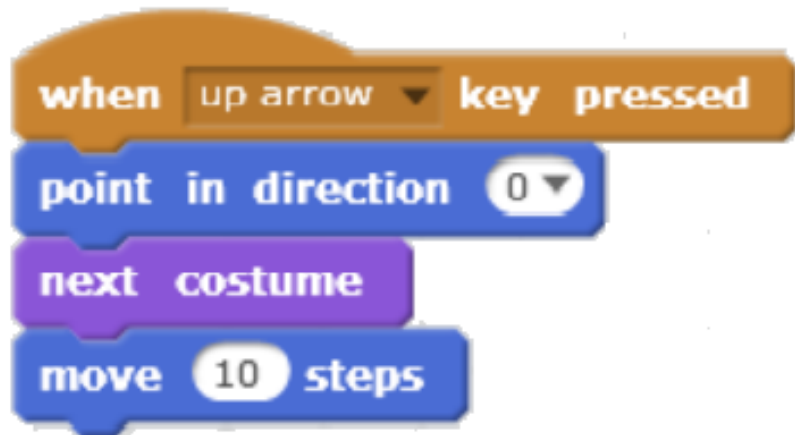 when up arrow key pressed
point in direction 0
next costume
move 10 steps